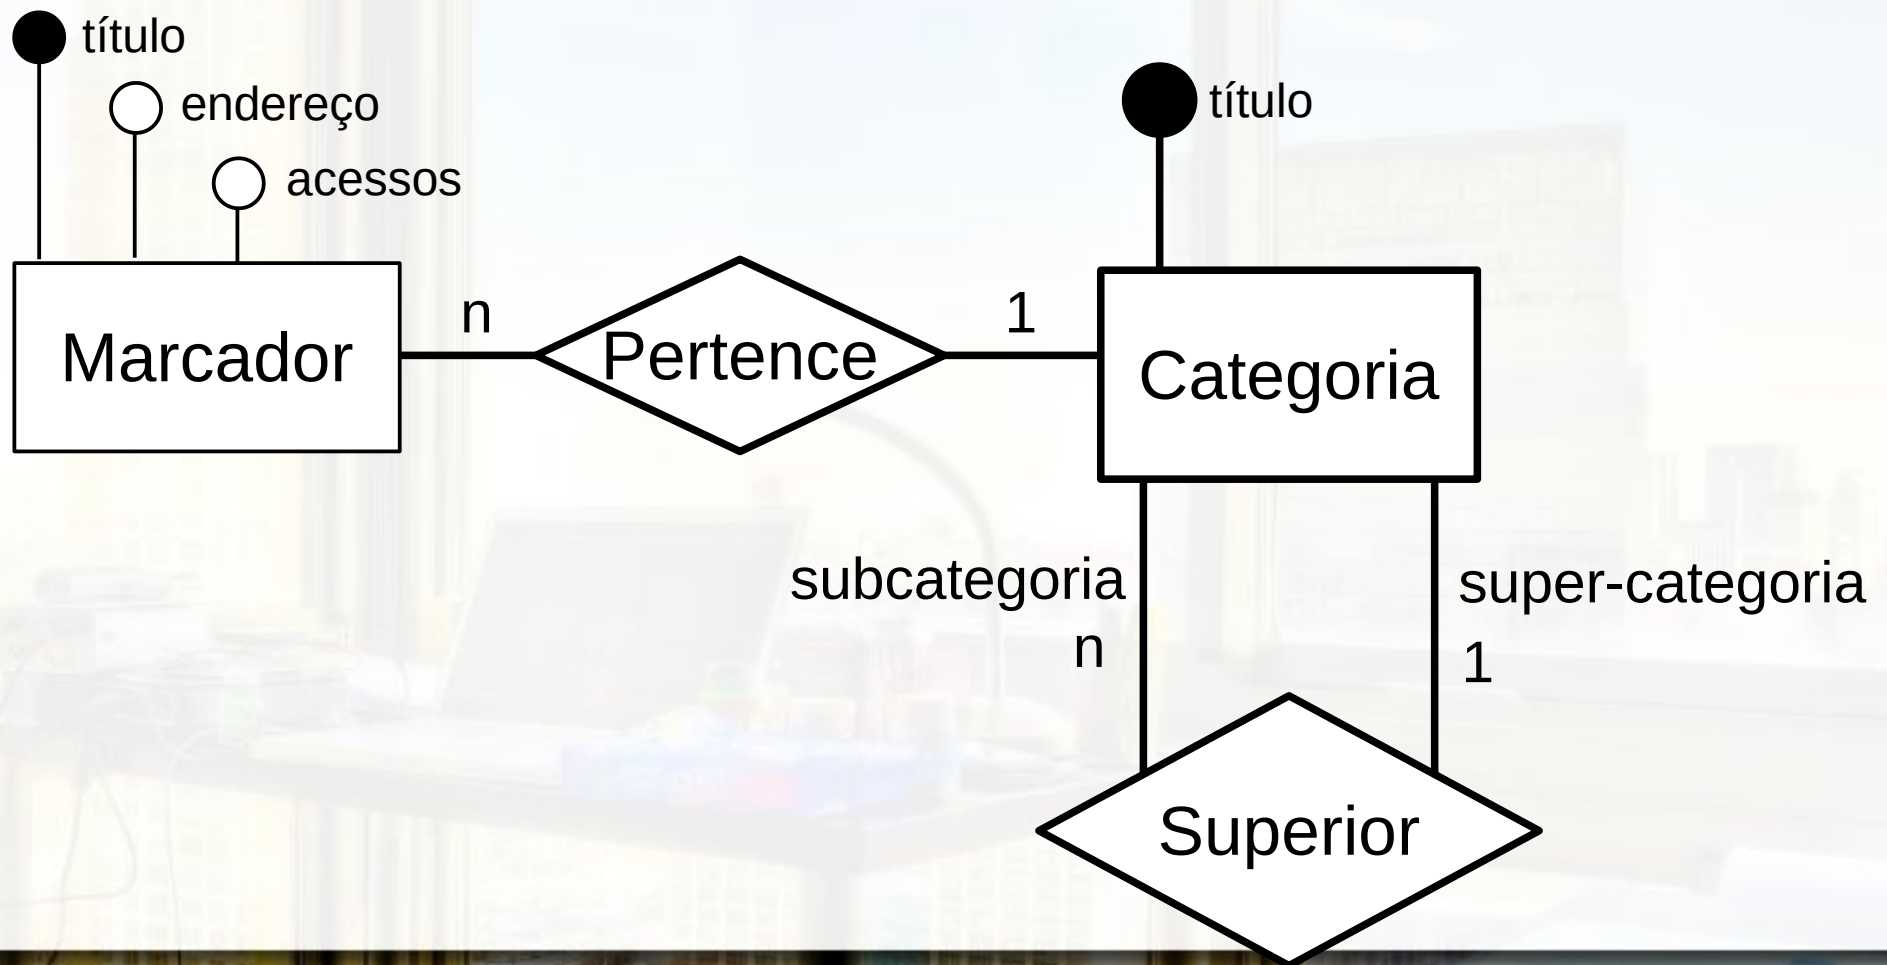 título
endereço
acessos
título
Marcador
n
Pertence
1
Categoria
subcategoria
n
super-categoria
1
Superior